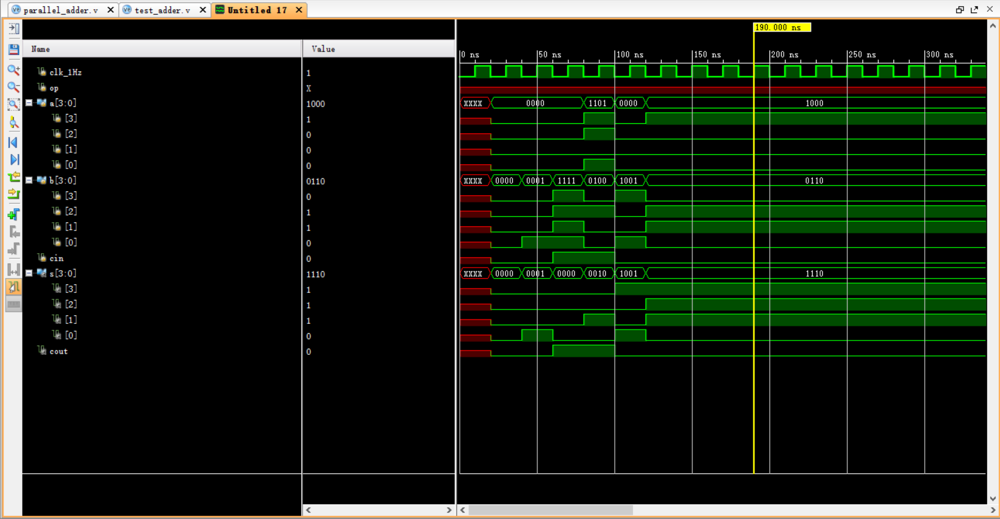 parallel_adder.v test_adder.v Untitled 17
190.000 ns
Name Value
0 ns 50 ns 100 ns 150 ns 200 ns 250 ns 300 ns
clk_1Hz 1
op X
a[3:0] 1000 XXXX 0000 1101 0000 1000
[3] 1
[2] 0
[1] 0
[0] 0
b[3:0] 0110 XXXX 0000 0001 1111 0100 1001 0110
[3] 0
[2] 1
[1] 1
[0] 0
cin 0
s[3:0] 1110 XXXX 0000 0001 0000 0010 1001 1110
[3] 1
[2] 1
[1] 1
[0] 0
cout 0